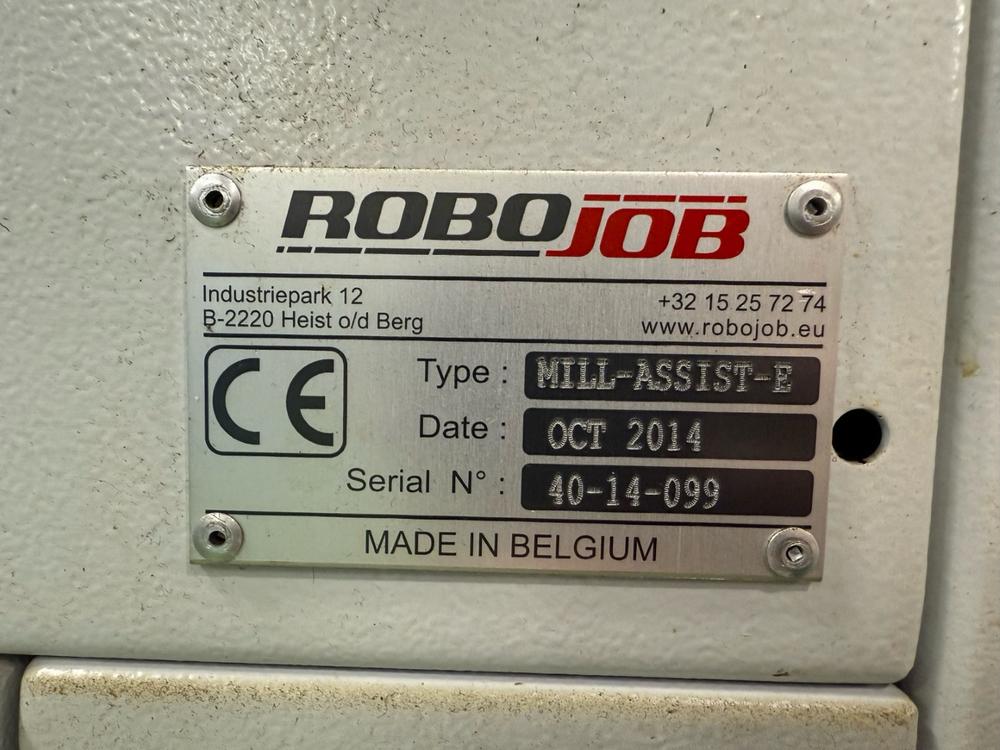 ROBOJOB
Industriepark 12
B-2220 Heist o/d Berg
+32 15 25 72 74
www.robojob.eu
CE
Type : MILL-ASSIST-E
Date : OCT 2014
Serial N° : 40-14-099
MADE IN BELGIUM